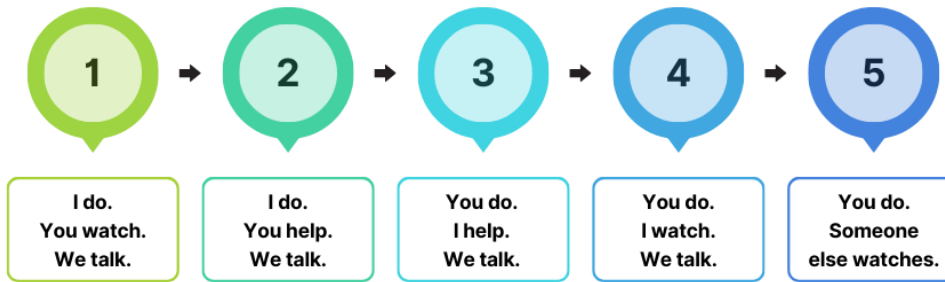 1
2
3
4
5
I do.
You watch.
We talk.
I do.
You help.
We talk.
You do.
I help.
We talk.
You do.
I watch.
We talk.
You do.
Someone
else watches.